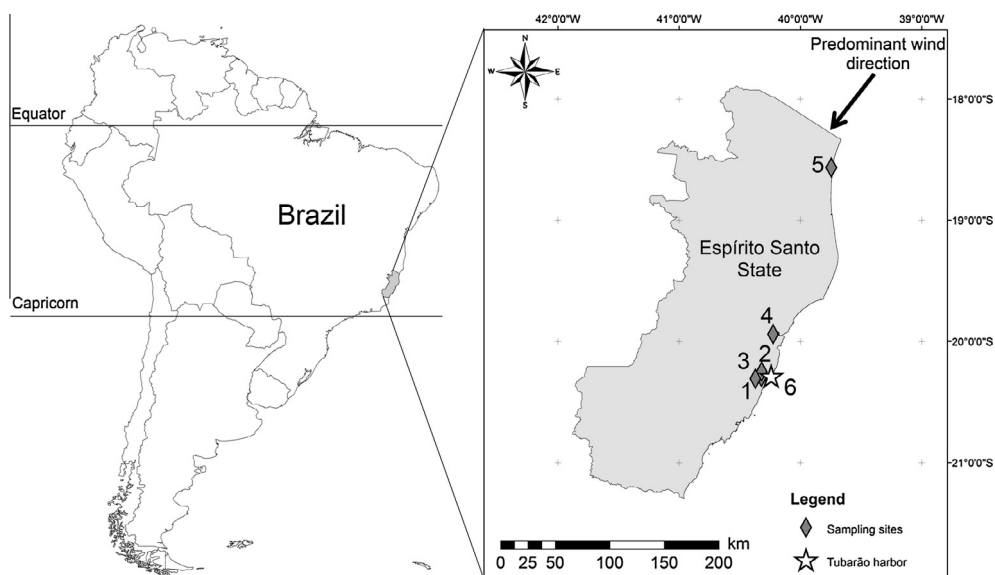 Equator
Brazil
Capricorn
42°0'0"W 41°0'0"W 40°0'0"W 39°0'0"W
N
W E
S
Predominant wind
direction
18°0'0"S
5
19°0'0"S
Espírito Santo
State
4
20°0'0"S
3 2
1 6
21°0'0"S
Legend
Sampling sites
Tubarão harbor
km
0 25 50 100 150 200